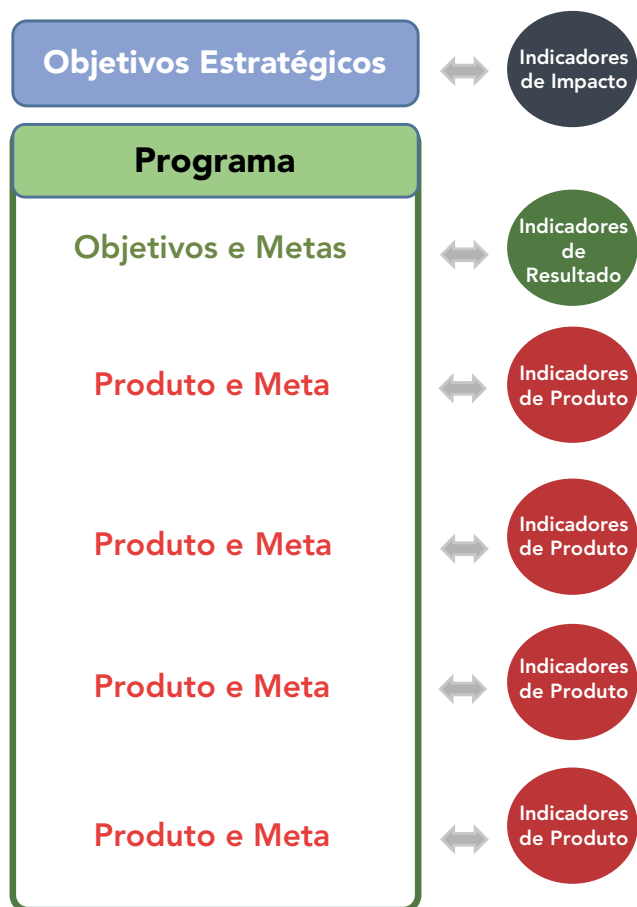 Objetivos Estratégicos
Indicadores
de Impacto
Programa
Objetivos e Metas
Indicadores
de
Resultado
Produto e Meta
Indicadores
de Produto
Produto e Meta
Indicadores
de Produto
Produto e Meta
Indicadores
de Produto
Produto e Meta
Indicadores
de Produto